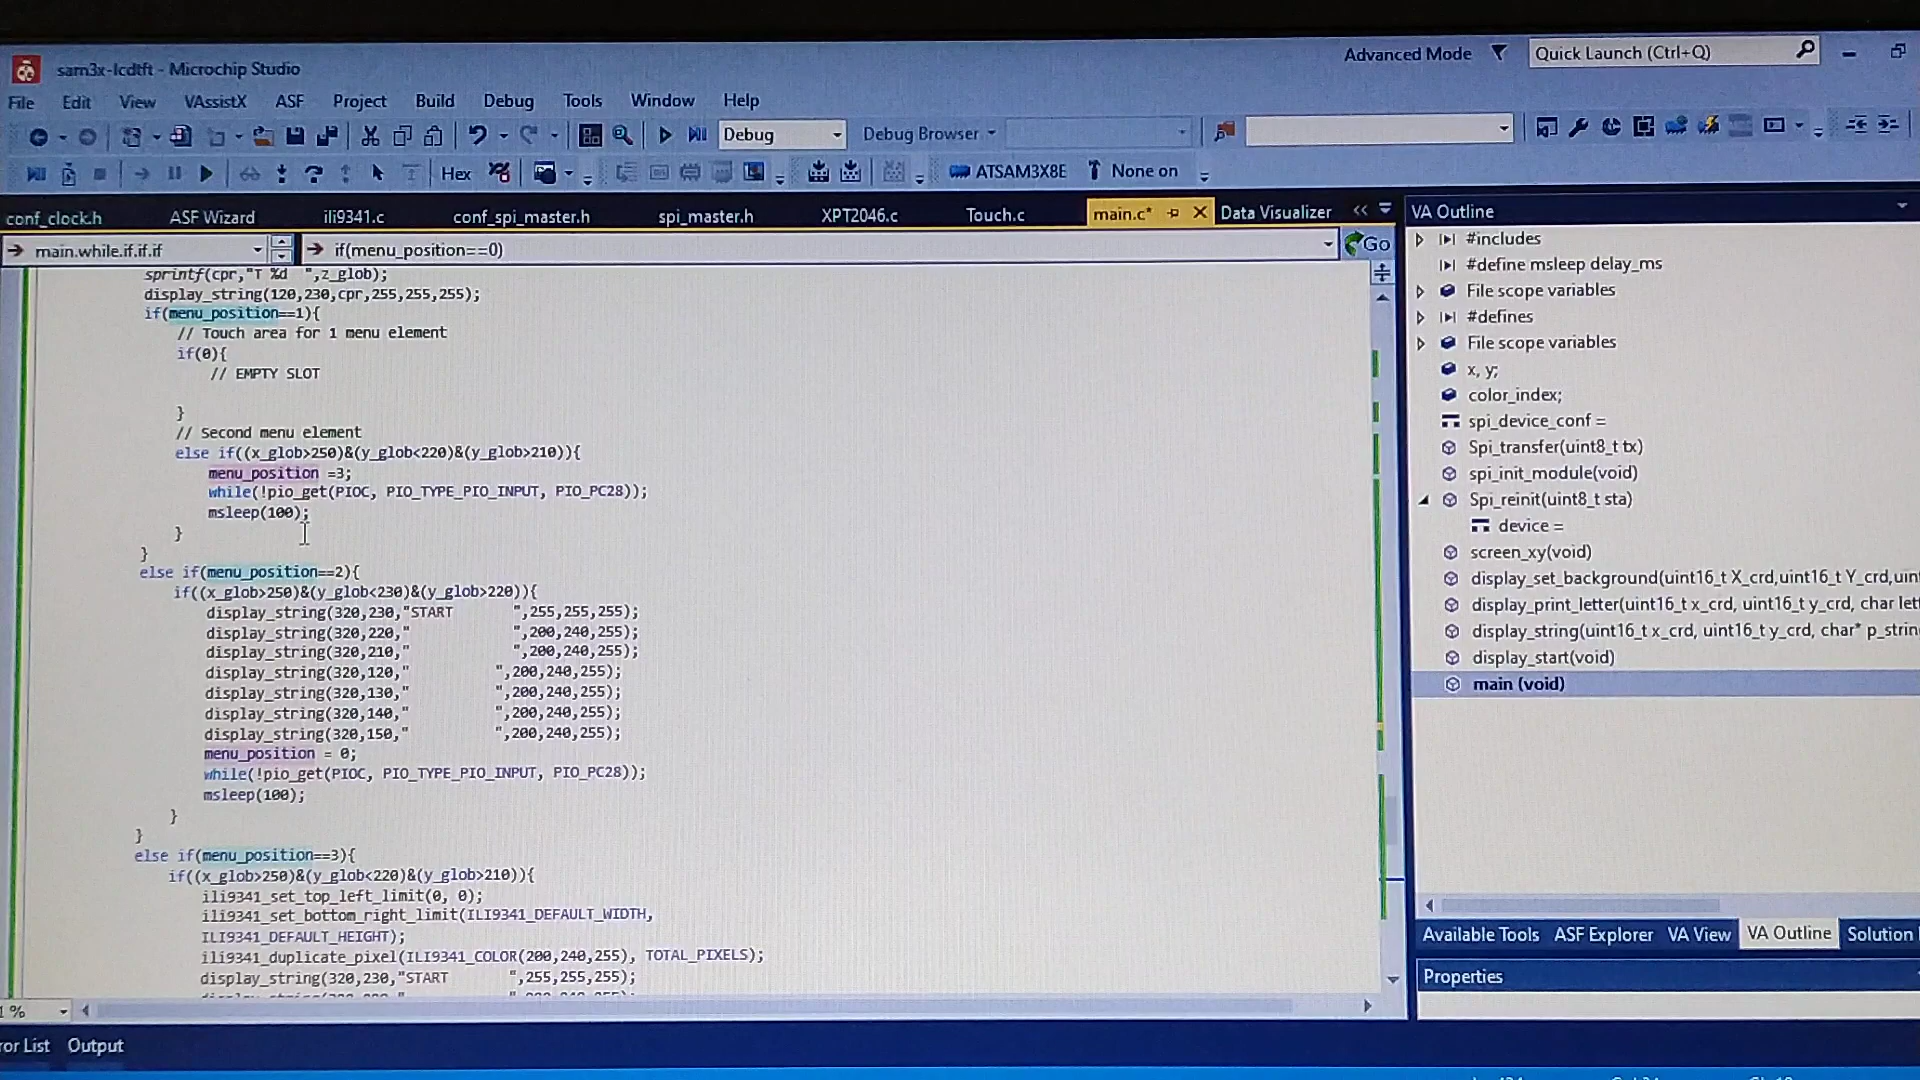 sam3x-lcdtft - Microchip Studio
Advanced Mode
Quick Launch (Ctrl+Q)
File Edit View VAssistX ASF Project Build Debug Tools Window Help
Debug
Debug Browser
Hex
ATSAM3X8E
None on
conf_clock.h ASF Wizard ili9341.c conf_spi_master.h spi_master.h XPT2046.c Touch.c main.c* Data Visualizer
main.while.if.if.if
if(menu_position==0)
Go
sprintf(cpr,"T %d  ",z_glob);
display_string(120,230,cpr,255,255,255);
if(menu_position==1){
// Touch area for 1 menu element
if(0){
// EMPTY SLOT
}
// Second menu element
else if((x_glob>250)&(y_glob<220)&(y_glob>210)){
menu_position =3;
while(!pio_get(PIOC, PIO_TYPE_PIO_INPUT, PIO_PC28));
msleep(100);
}
}
else if(menu_position==2){
if((x_glob>250)&(y_glob<230)&(y_glob>220)){
display_string(320,230,"START       ",255,255,255);
display_string(320,220,"            ",200,240,255);
display_string(320,210,"            ",200,240,255);
display_string(320,120,"          ",200,240,255);
display_string(320,130,"          ",200,240,255);
display_string(320,140,"          ",200,240,255);
display_string(320,150,"          ",200,240,255);
menu_position = 0;
while(!pio_get(PIOC, PIO_TYPE_PIO_INPUT, PIO_PC28));
msleep(100);
}
}
else if(menu_position==3){
if((x_glob>250)&(y_glob<220)&(y_glob>210)){
ili9341_set_top_left_limit(0, 0);
ili9341_set_bottom_right_limit(ILI9341_DEFAULT_WIDTH,
ILI9341_DEFAULT_HEIGHT);
ili9341_duplicate_pixel(ILI9341_COLOR(200,240,255), TOTAL_PIXELS);
display_string(320,230,"START       ",255,255,255);
VA Outline
#includes
#define msleep delay_ms
File scope variables
#defines
File scope variables
x, y;
color_index;
spi_device_conf =
Spi_transfer(uint8_t tx)
spi_init_module(void)
Spi_reinit(uint8_t sta)
device =
screen_xy(void)
display_set_background(uint16_t X_crd,uint16_t Y_crd,uin
display_print_letter(uint16_t x_crd, uint16_t y_crd, char lett
display_string(uint16_t x_crd, uint16_t y_crd, char* p_strin
display_start(void)
main (void)
Available Tools ASF Explorer VA View VA Outline Solution
Properties
%
ror List Output